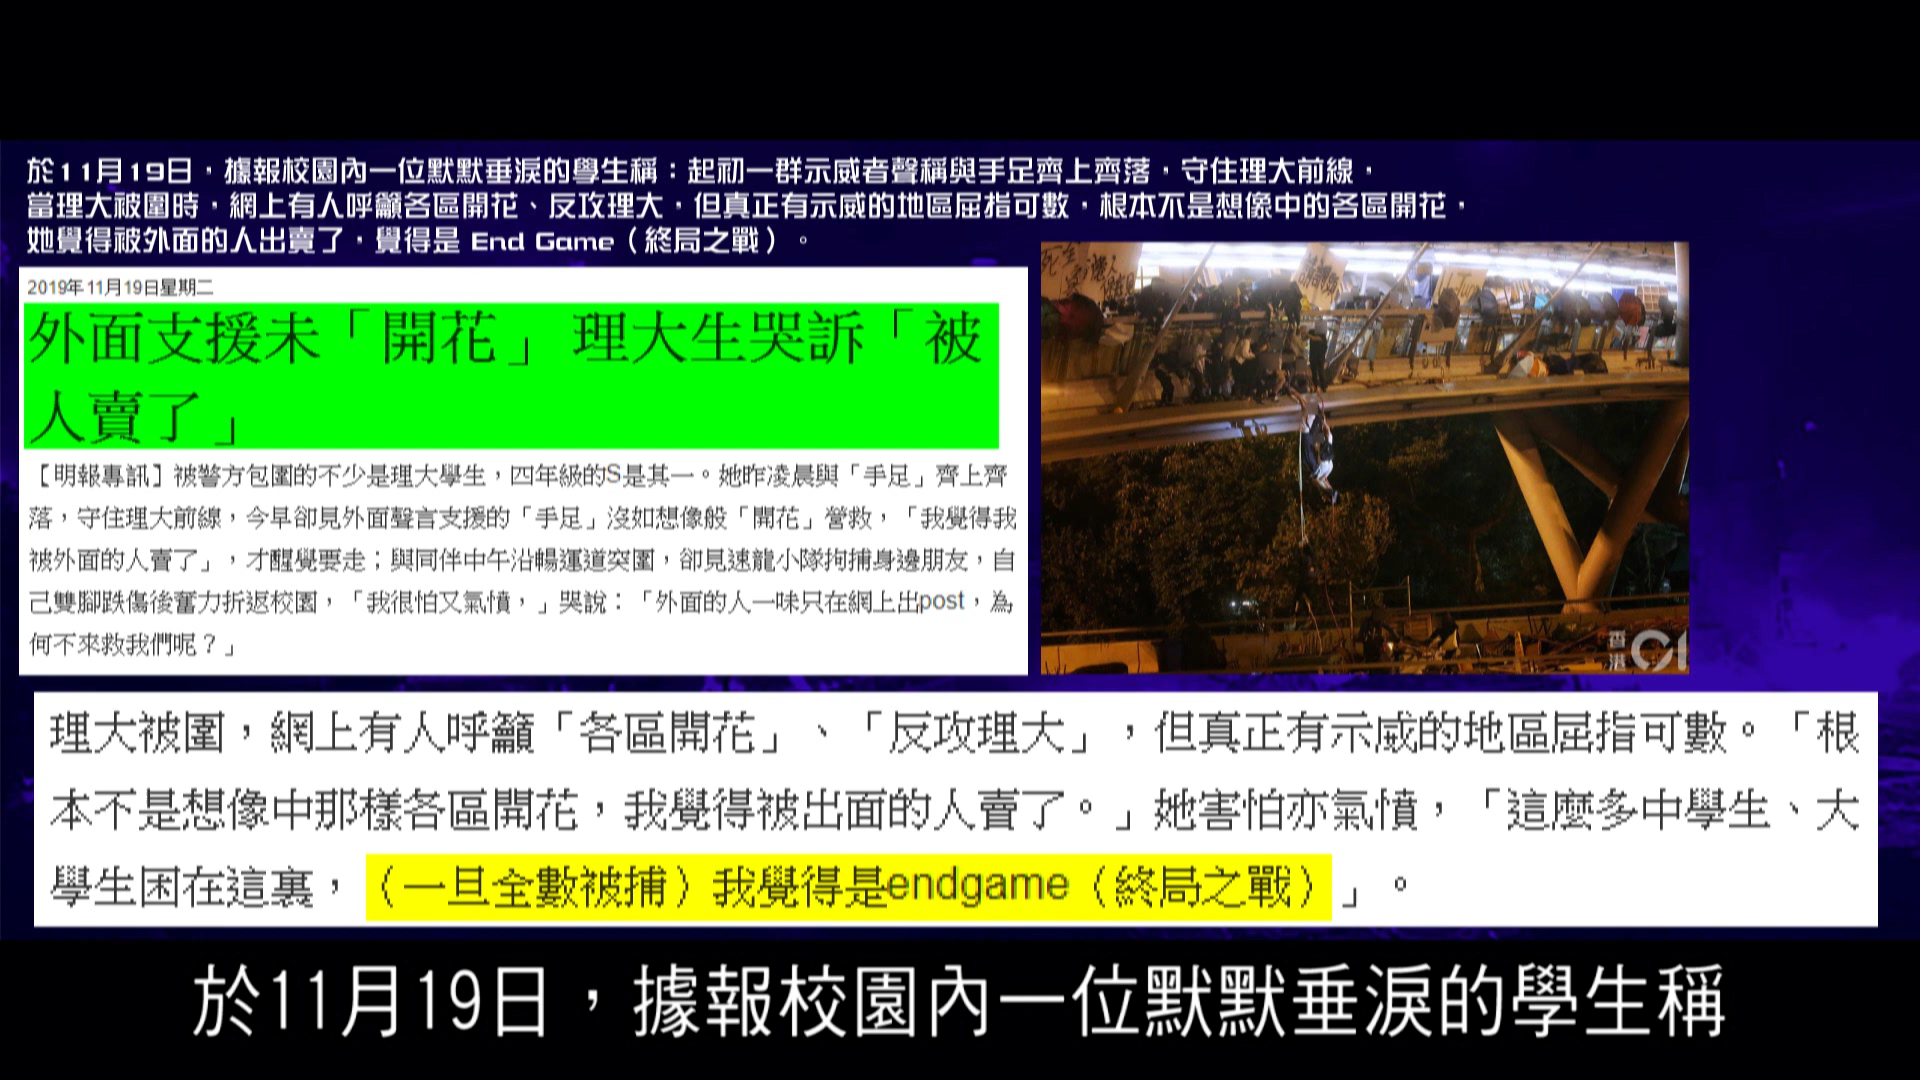 於11月19日，據報校園內一位默默垂淚的學生稱：起初一群示威者聲稱與手足齊上齊落，守住理大前線，
當理大被圍時，網上有人呼籲各區開花、反攻理大，但真正有示威的地區屈指可數，根本不是想像中的各區開花，
她覺得被外面的人出賣了，覺得是 End Game（終局之戰）。
2019年11月19日星期二
外面支援未「開花」 理大生哭訴「被
人賣了」
【明報專訊】被警方包圍的不少是理大學生，四年級的S是其一。她昨凌晨與「手足」齊上齊
落，守住理大前線，今早卻見外面聲言支援的「手足」沒如想像般「開花」營救，「我覺得我
被外面的人賣了」，才醒覺要走；與同伴中午沿暢運道突圍，卻見速龍小隊拘捕身邊朋友，自
己雙腳跌傷後奮力折返校園，「我很怕又氣憤，」哭說：「外面的人一味只在網上出post，為
何不來救我們呢？」
香港01
理大被圍，網上有人呼籲「各區開花」、「反攻理大」，但真正有示威的地區屈指可數。「根
本不是想像中那樣各區開花，我覺得被出面的人賣了。」她害怕亦氣憤，「這麼多中學生、大
學生困在這裏，（一旦全數被捕）我覺得是endgame（終局之戰）」。
於11月19日，據報校園內一位默默垂淚的學生稱